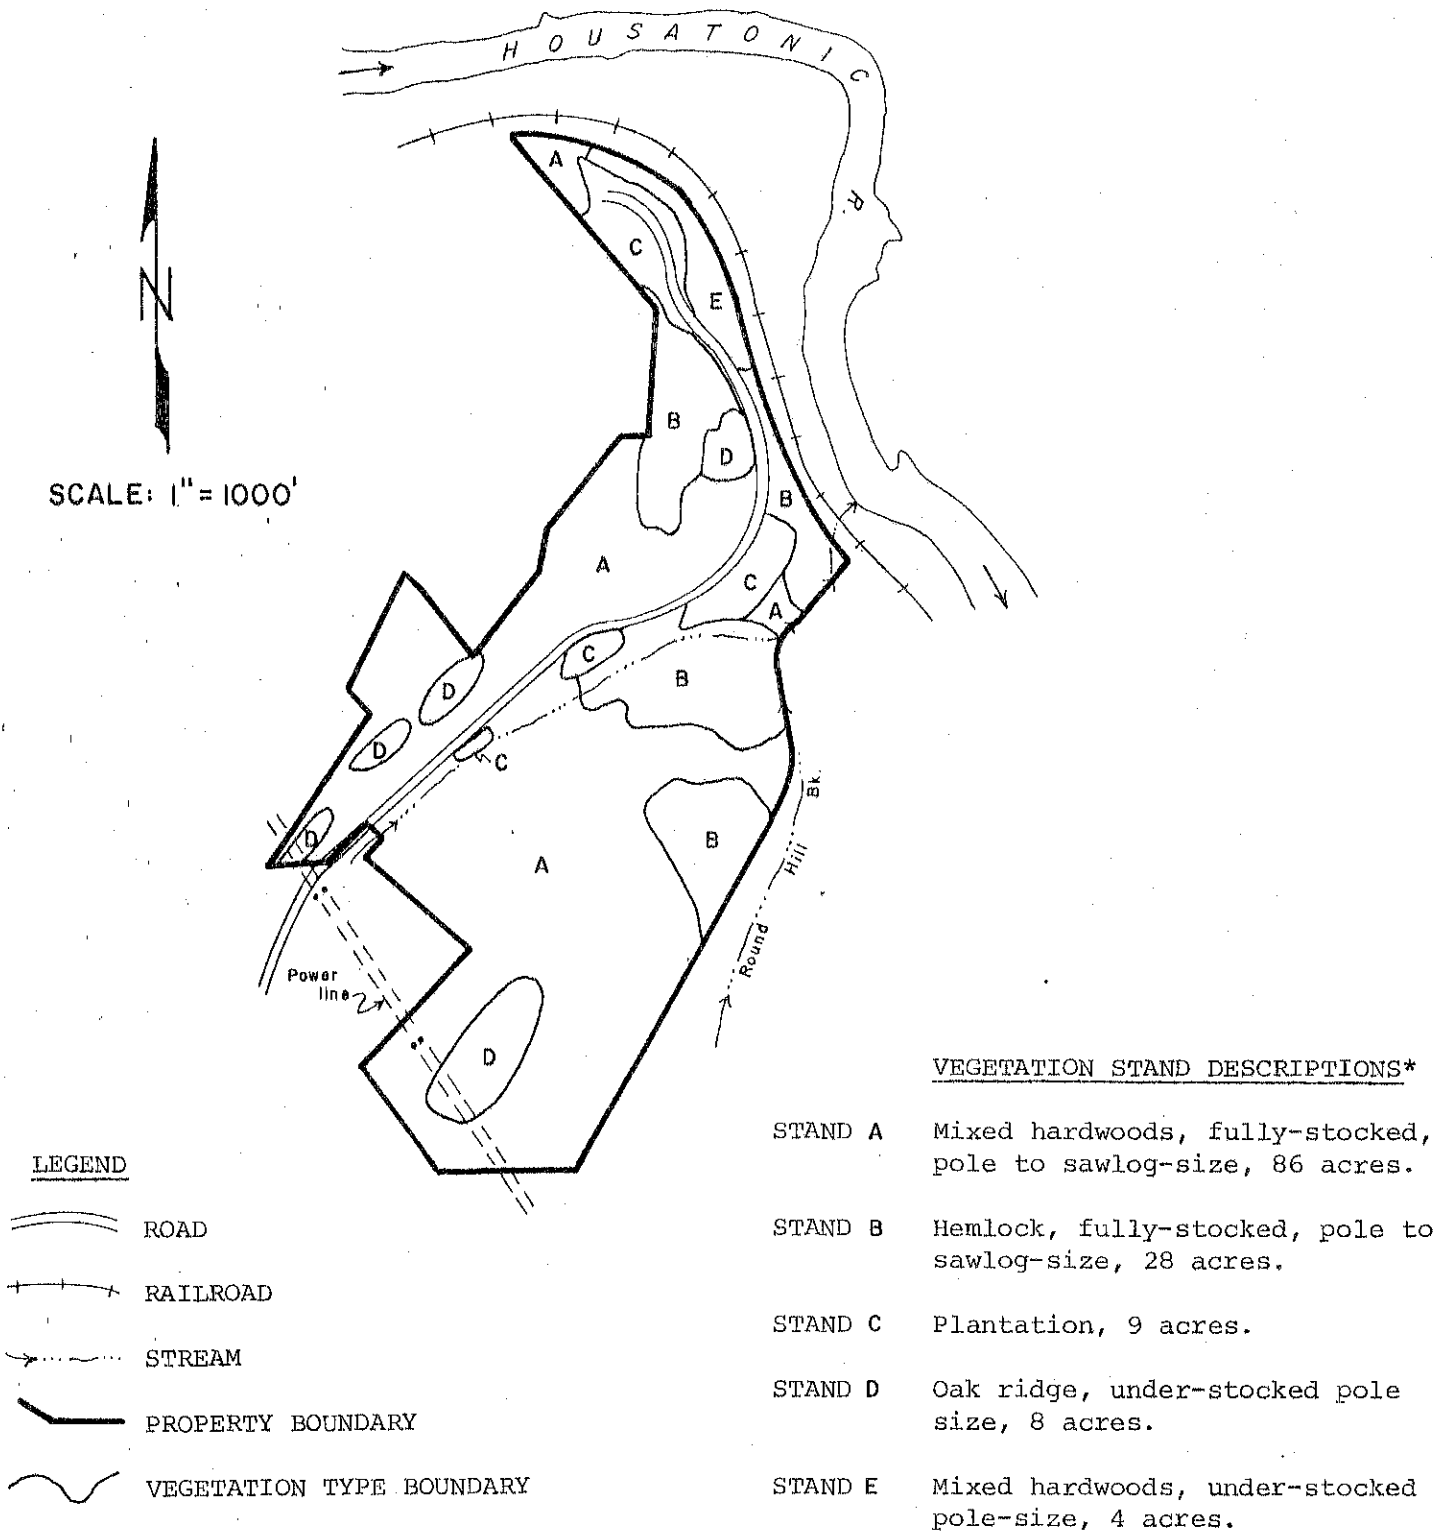 HOUSATONIC R.
A
C
E
N
B
D
SCALE: 1" = 1000'
B
A
C
A
C
B
D
D
C
D
B
A
Bk.
Hill
Round
Power
line
D
VEGETATION STAND DESCRIPTIONS*
STAND A Mixed hardwoods, fully-stocked,
pole to sawlog-size, 86 acres.
LEGEND
ROAD
STAND B Hemlock, fully-stocked, pole to
sawlog-size, 28 acres.
RAILROAD
STAND C Plantation, 9 acres.
STREAM
STAND D Oak ridge, under-stocked pole
size, 8 acres.
PROPERTY BOUNDARY
VEGETATION TYPE BOUNDARY
STAND E Mixed hardwoods, under-stocked
pole-size, 4 acres.